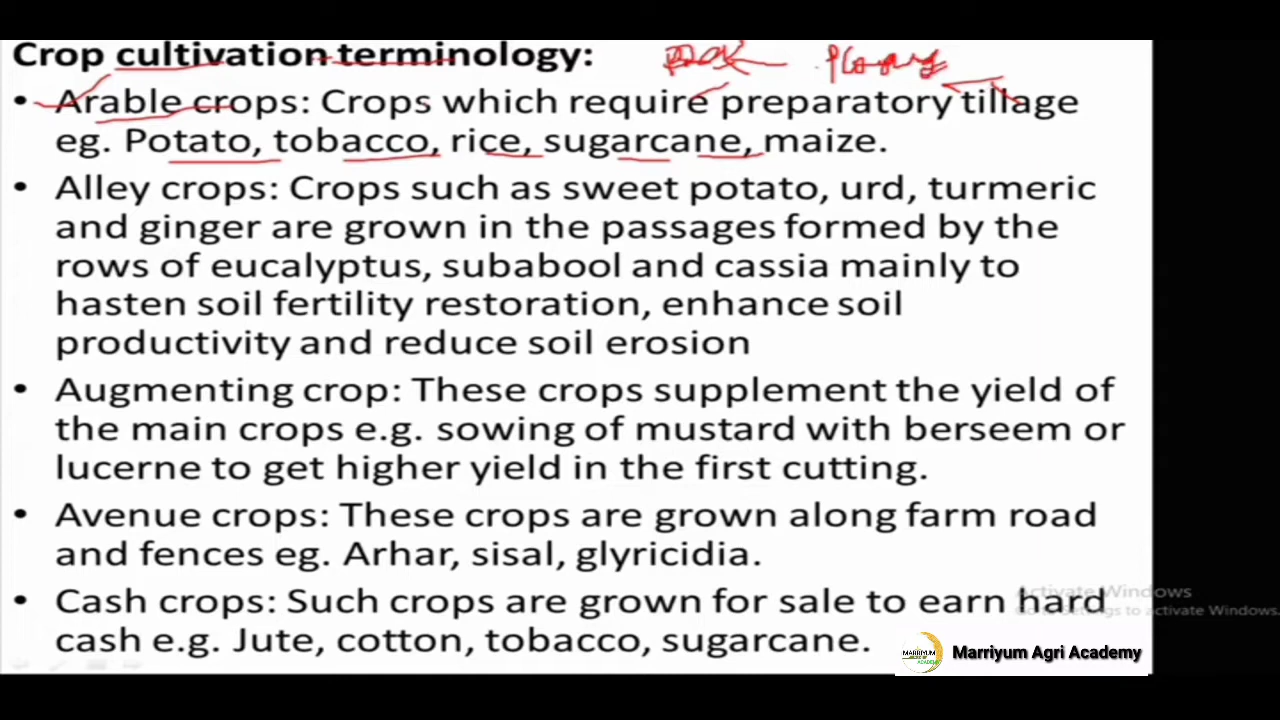 Crop cultivation terminology:
• Arable crops: Crops which require preparatory tillage
eg. Potato, tobacco, rice, sugarcane, maize.
• Alley crops: Crops such as sweet potato, urd, turmeric
and ginger are grown in the passages formed by the
rows of eucalyptus, subabool and cassia mainly to
hasten soil fertility restoration, enhance soil
productivity and reduce soil erosion
• Augmenting crop: These crops supplement the yield of
the main crops e.g. sowing of mustard with berseem or
lucerne to get higher yield in the first cutting.
• Avenue crops: These crops are grown along farm road
and fences eg. Arhar, sisal, glyricidia.
Activate Windows
• Cash crops: Such crops are grown for sale to earn hard
Go to Settings to activate Windows.
cash e.g. Jute, cotton, tobacco, sugarcane.
MARRIYUM
ACADEMY
Marriyum Agri Academy